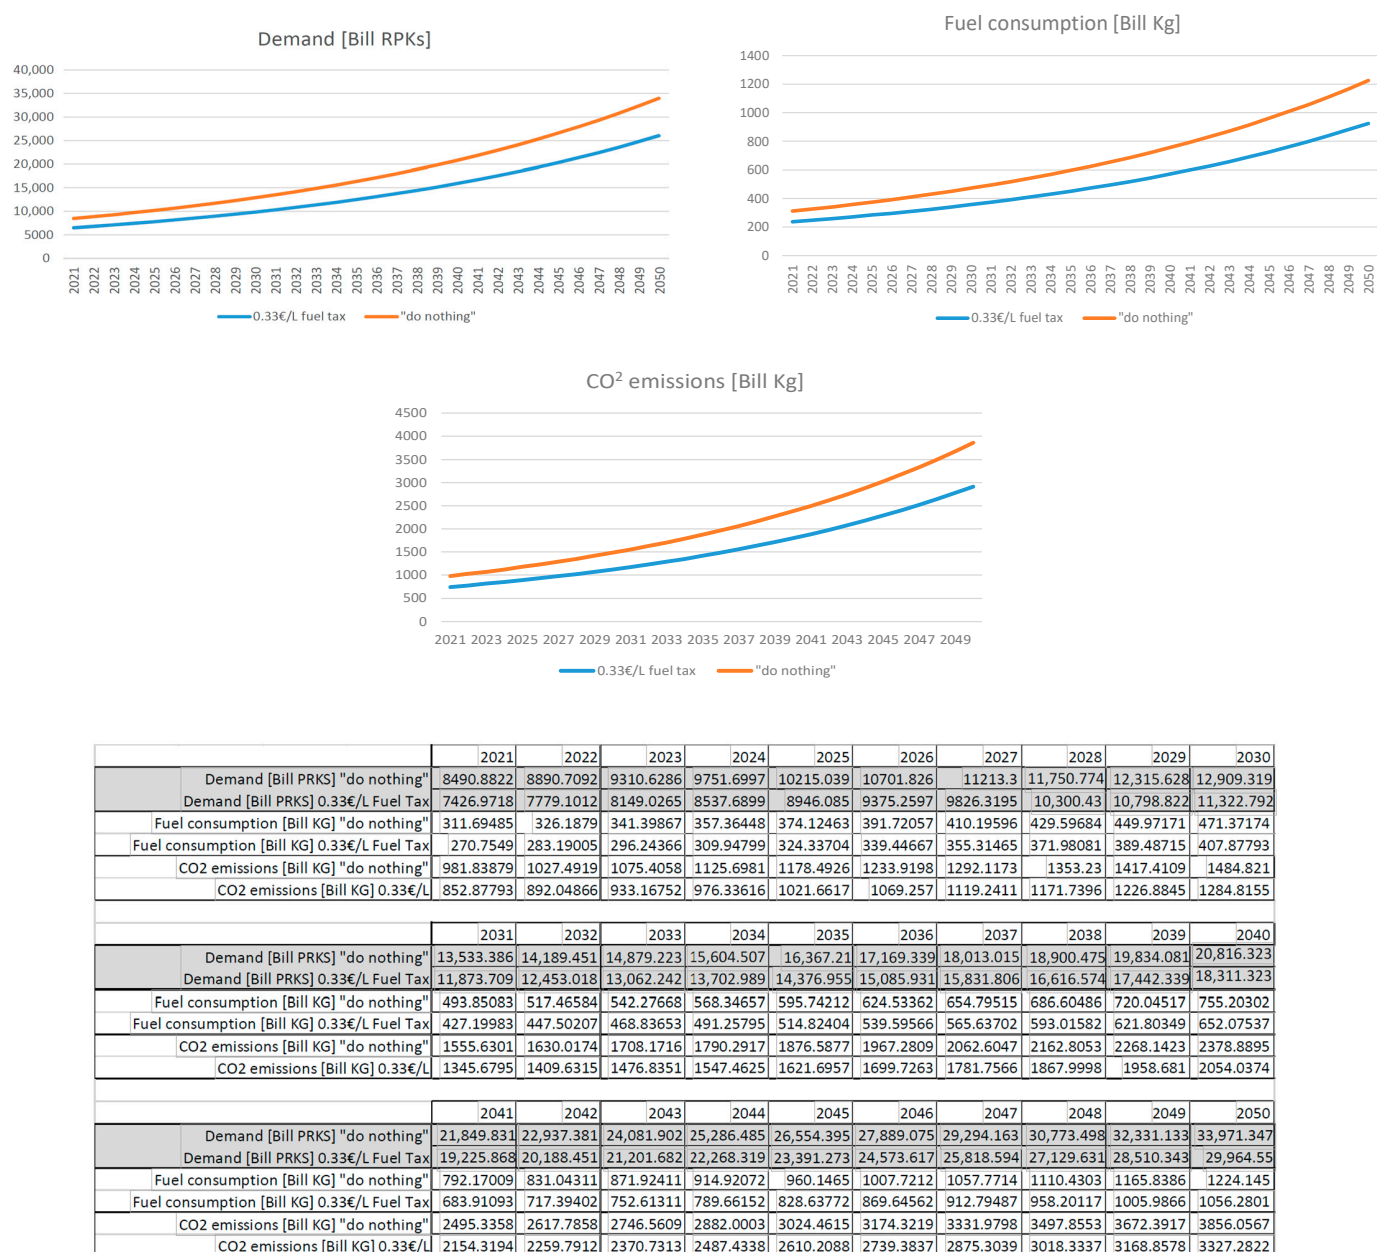 Demand [Bill RPKs]
40,000
35,000
30,000
25,000
20,000
15,000
10,000
5000
0
2021 2022 2023 2024 2025 2026 2027 2028 2029 2030 2031 2032 2033 2034 2035 2036 2037 2038 2039 2040 2041 2042 2043 2044 2045 2046 2047 2048 2049 2050
0.33€/L fuel tax "do nothing"
Fuel consumption [Bill Kg]
1400
1200
1000
800
600
400
200
0
2021 2022 2023 2024 2025 2026 2027 2028 2029 2030 2031 2032 2033 2034 2035 2036 2037 2038 2039 2040 2041 2042 2043 2044 2045 2046 2047 2048 2049 2050
0.33€/L fuel tax "do nothing"
CO² emissions [Bill Kg]
4500
4000
3500
3000
2500
2000
1500
1000
500
0
2021 2023 2025 2027 2029 2031 2033 2035 2037 2039 2041 2043 2045 2047 2049
0.33€/L fuel tax "do nothing"
2021 2022 2023 2024 2025 2026 2027 2028 2029 2030
Demand [Bill PRKS] "do nothing" 8490.8822 8890.7092 9310.6286 9751.6997 10215.039 10701.826 11213.3 11,750.774 12,315.628 12,909.319
Demand [Bill PRKS] 0.33€/L Fuel Tax 7426.9718 7779.1012 8149.0265 8537.6899 8946.085 9375.2597 9826.3195 10,300.43 10,798.822 11,322.792
Fuel consumption [Bill KG] "do nothing" 311.69485 326.1879 341.39867 357.36448 374.12463 391.72057 410.19596 429.59684 449.97171 471.37174
Fuel consumption [Bill KG] 0.33€/L Fuel Tax 270.7549 283.19005 296.24366 309.94799 324.33704 339.44667 355.31465 371.98081 389.48715 407.87793
CO2 emissions [Bill KG] "do nothing" 981.83879 1027.4919 1075.4058 1125.6981 1178.4926 1233.9198 1292.1173 1353.23 1417.4109 1484.821
CO2 emissions [Bill KG] 0.33€/L 852.87793 892.04866 933.16752 976.33616 1021.6617 1069.257 1119.2411 1171.7396 1226.8845 1284.8155
2031 2032 2033 2034 2035 2036 2037 2038 2039 2040
Demand [Bill PRKS] "do nothing" 13,533.386 14,189.451 14,879.223 15,604.507 16,367.21 17,169.339 18,013.015 18,900.475 19,834.081 20,816.323
Demand [Bill PRKS] 0.33€/L Fuel Tax 11,873.709 12,453.018 13,062.242 13,702.989 14,376.955 15,085.931 15,831.806 16,616.574 17,442.339 18,311.323
Fuel consumption [Bill KG] "do nothing" 493.85083 517.46584 542.27668 568.34657 595.74212 624.53362 654.79515 686.60486 720.04517 755.20302
Fuel consumption [Bill KG] 0.33€/L Fuel Tax 427.19983 447.50207 468.83653 491.25795 514.82404 539.59566 565.63702 593.01582 621.80349 652.07537
CO2 emissions [Bill KG] "do nothing" 1555.6301 1630.0174 1708.1716 1790.2917 1876.5877 1967.2809 2062.6047 2162.8053 2268.1423 2378.8895
CO2 emissions [Bill KG] 0.33€/L 1345.6795 1409.6315 1476.8351 1547.4625 1621.6957 1699.7263 1781.7566 1867.9998 1958.681 2054.0374
2041 2042 2043 2044 2045 2046 2047 2048 2049 2050
Demand [Bill PRKS] "do nothing" 21,849.831 22,937.381 24,081.902 25,286.485 26,554.395 27,889.075 29,294.163 30,773.498 32,331.133 33,971.347
Demand [Bill PRKS] 0.33€/L Fuel Tax 19,225.868 20,188.451 21,201.682 22,268.319 23,391.273 24,573.617 25,818.594 27,129.631 28,510.343 29,964.55
Fuel consumption [Bill KG] "do nothing" 792.17009 831.04311 871.92411 914.92072 960.1465 1007.7212 1057.7714 1110.4303 1165.8386 1224.145
Fuel consumption [Bill KG] 0.33€/L Fuel Tax 683.91093 717.39402 752.61311 789.66152 828.63772 869.64562 912.79487 958.20117 1005.9866 1056.2801
CO2 emissions [Bill KG] "do nothing" 2495.3358 2617.7858 2746.5609 2882.0003 3024.4615 3174.3219 3331.9798 3497.8553 3672.3917 3856.0567
CO2 emissions [Bill KG] 0.33€/L 2154.3194 2259.7912 2370.7313 2487.4338 2610.2088 2739.3837 2875.3039 3018.3337 3168.8578 3327.2822